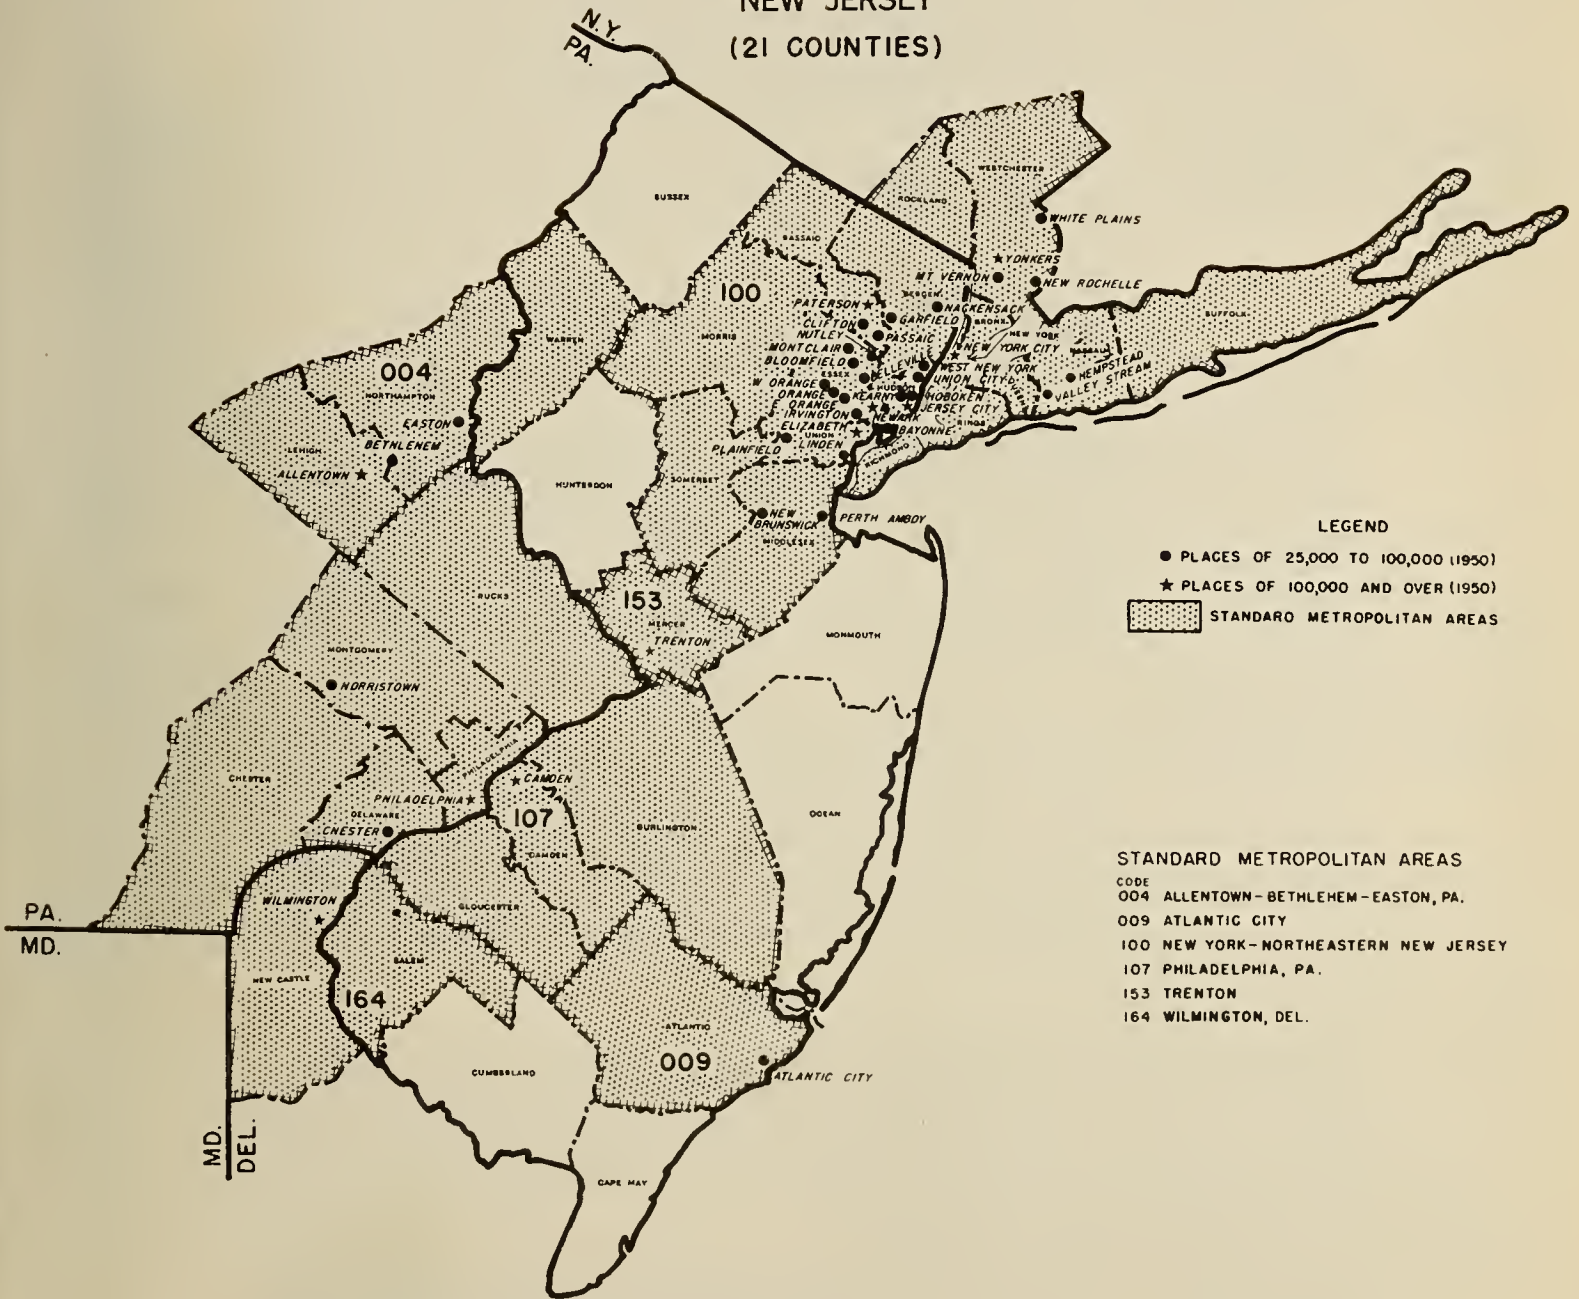 NEW JERSEY
(21 COUNTIES)
N.Y.
PA.
SUSSEX
WESTCHESTER
ROCKLAND
WHITE PLAINS
PASSAIC
YONKERS
MT VERNON
NEW ROCHELLE
100
BERGEN
PATERSON
HACKENSACK
GARFIELD
BRONX
CLIFTON
NUTLEY
PASSAIC
NEW YORK
NEW YORK CITY
SUFFOLK
NASSAU
MORRIS
WARREN
MONTCLAIR
BLOOMFIELD
BELLEVILLE
WEST NEW YORK
HEMPSTEAD
VALLEY STREAM
004
ESSEX
UNION CITY
W ORANGE
HUDSON
NORTHAMPTON
ORANGE
KEARNY
HOBOKEN
ORANGE
JERSEY CITY
IRVINGTON
NEWARK
EASTON
ELIZABETH
BAYONNE
KINGS
BETHLEHEM
UNION
LINDEN
PLAINFIELD
RICHMOND
LEHIGH
ALLENTOWN
SOMERSET
HUNTERDON
NEW
BRUNSWICK
PERTH AMBOY
MIDDLESEX
LEGEND
● PLACES OF 25,000 TO 100,000 (1950)
★ PLACES OF 100,000 AND OVER (1950)
STANDARD METROPOLITAN AREAS
BUCKS
153
MERCER
TRENTON
MONMOUTH
MONTGOMERY
NORRISTOWN
PHILADELPHIA
CHESTER
CAMDEN
PHILADELPHIA
DELAWARE
CHESTER
107
BURLINGTON
OCEAN
CAMDEN
STANDARD METROPOLITAN AREAS
CODE
004 ALLENTOWN-BETHLEHEM-EASTON, PA.
009 ATLANTIC CITY
100 NEW YORK-NORTHEASTERN NEW JERSEY
107 PHILADELPHIA, PA.
153 TRENTON
164 WILMINGTON, DEL.
WILMINGTON
GLOUCESTER
PA.
MD.
SALEM
NEW CASTLE
164
ATLANTIC
009
CUMBERLAND
ATLANTIC CITY
MD.
DEL.
CAPE MAY